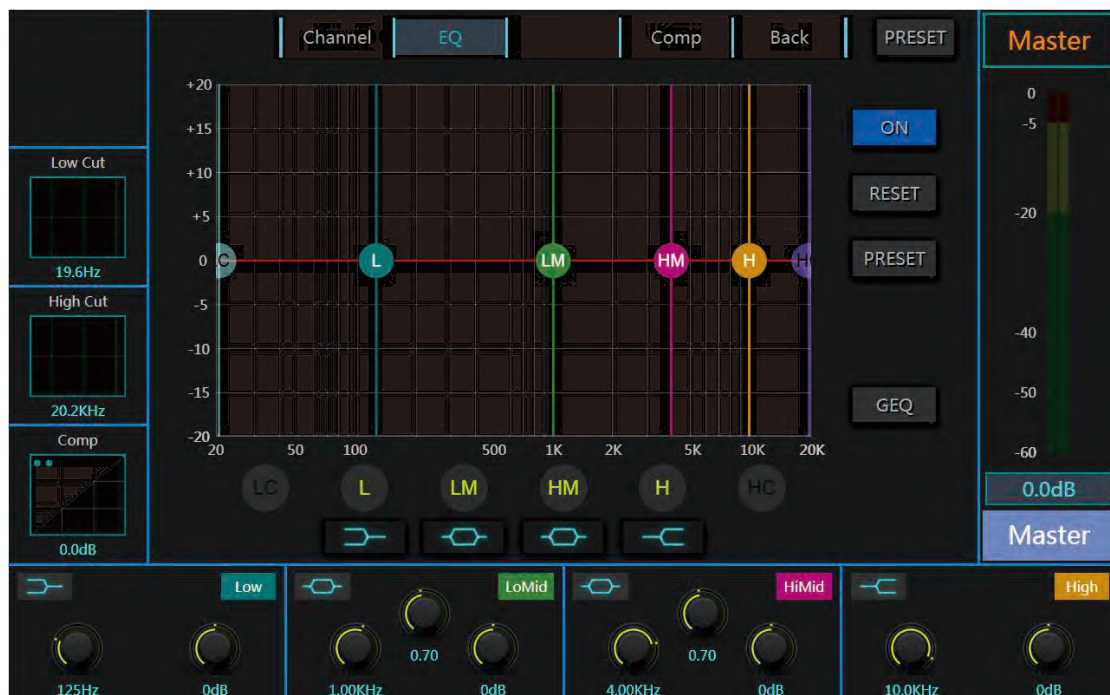 Channel EQ Comp Back PRESET Master
Low Cut
19.6Hz
High Cut
20.2KHz
Comp
0.0dB
+20
+15
+10
+5
0
-5
-10
-15
-20
C L LM HM H H
20 50 100 500 1K 2K 5K 10K 20K
LC L LM HM H HC
ON
RESET
PRESET
GEQ
0
-5
-20
-40
-50
-60
0.0dB
Master
Low LoMid HiMid High
0.70 0.70
125Hz 0dB 1.00KHz 0dB 4.00KHz 0dB 10.0KHz 0dB